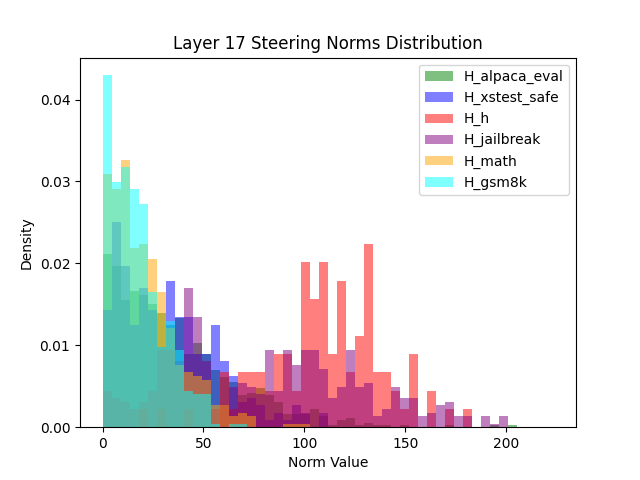 Layer 17 Steering Norms Distribution
H_alpaca_eval
H_xstest_safe
H_h
H_jailbreak
H_math
H_gsm8k
0.04
0.03
0.02
0.01
0.00
Density
0
50
100
150
200
Norm Value